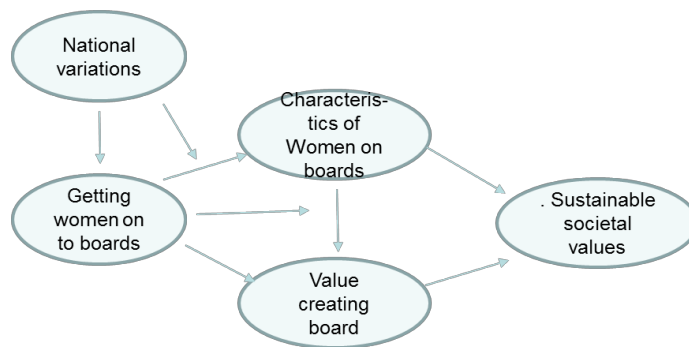 National
variations
Characteris-
tics of
Women on
boards
Getting
women on
to boards
. Sustainable
societal
values
Value
creating
board